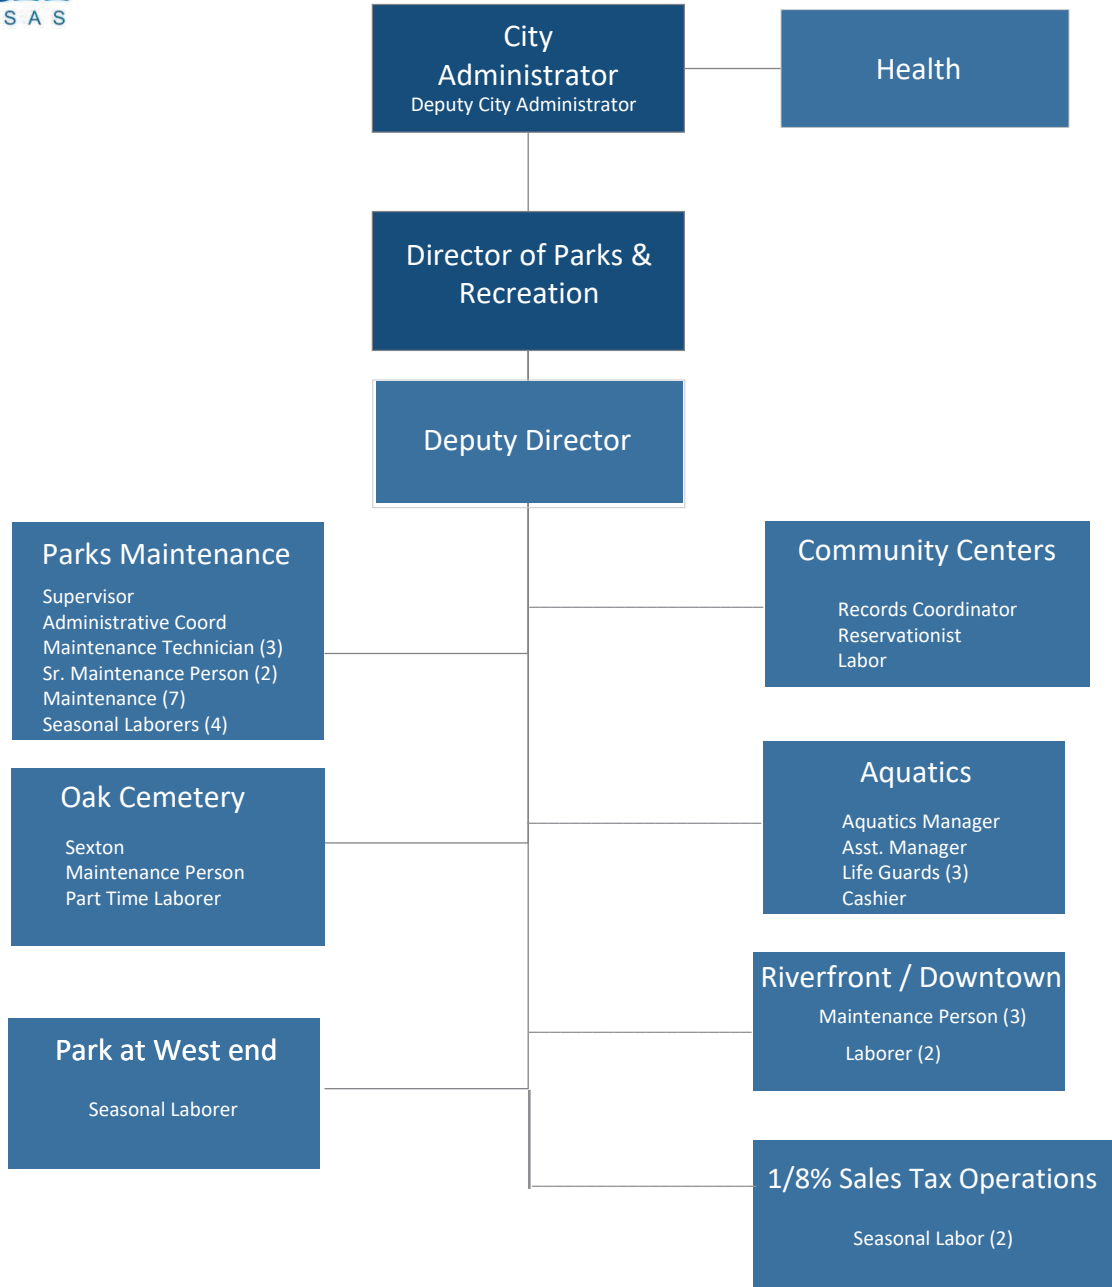 S A S
City
Administrator
Deputy City Administrator
Health
Director of Parks &
Recreation
Deputy Director
Parks Maintenance
Supervisor
Administrative Coord
Maintenance Technician (3)
Sr. Maintenance Person (2)
Maintenance (7)
Seasonal Laborers (4)
Community Centers
Records Coordinator
Reservationist
Labor
Oak Cemetery
Sexton
Maintenance Person
Part Time Laborer
Aquatics
Aquatics Manager
Asst. Manager
Life Guards (3)
Cashier
Riverfront / Downtown
Maintenance Person (3)
Laborer (2)
Park at West end
Seasonal Laborer
1/8% Sales Tax Operations
Seasonal Labor (2)